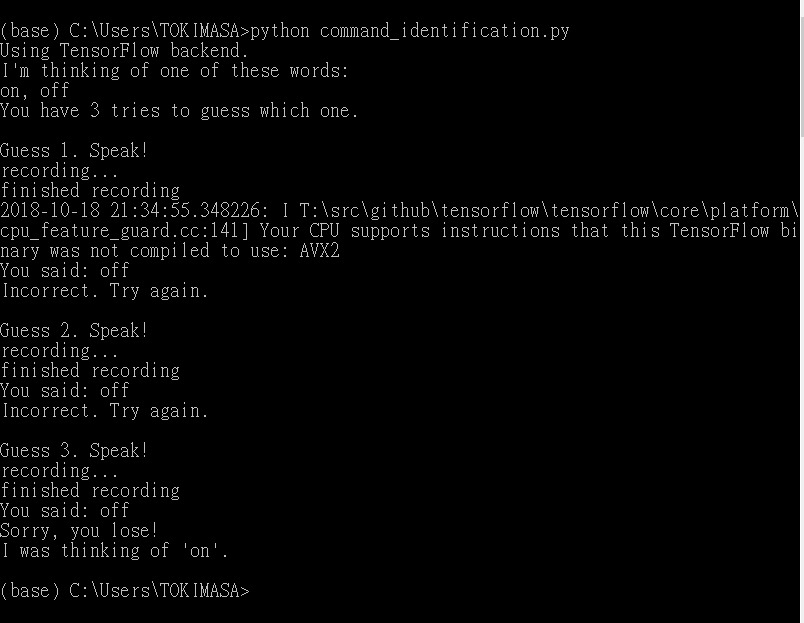 (base) C:\Users\TOKIMASA>python command_identification.py
Using TensorFlow backend.
I'm thinking of one of these words:
on, off
You have 3 tries to guess which one.
Guess 1. Speak!
recording...
finished recording
2018-10-18 21:34:55.348226: I T:\src\github\tensorflow\tensorflow\core\platform\
cpu_feature_guard.cc:141] Your CPU supports instructions that this TensorFlow bi
nary was not compiled to use: AVX2
You said: off
Incorrect. Try again.
Guess 2. Speak!
recording...
finished recording
You said: off
Incorrect. Try again.
Guess 3. Speak!
recording...
finished recording
You said: off
Sorry, you lose!
I was thinking of 'on'.
(base) C:\Users\TOKIMASA>